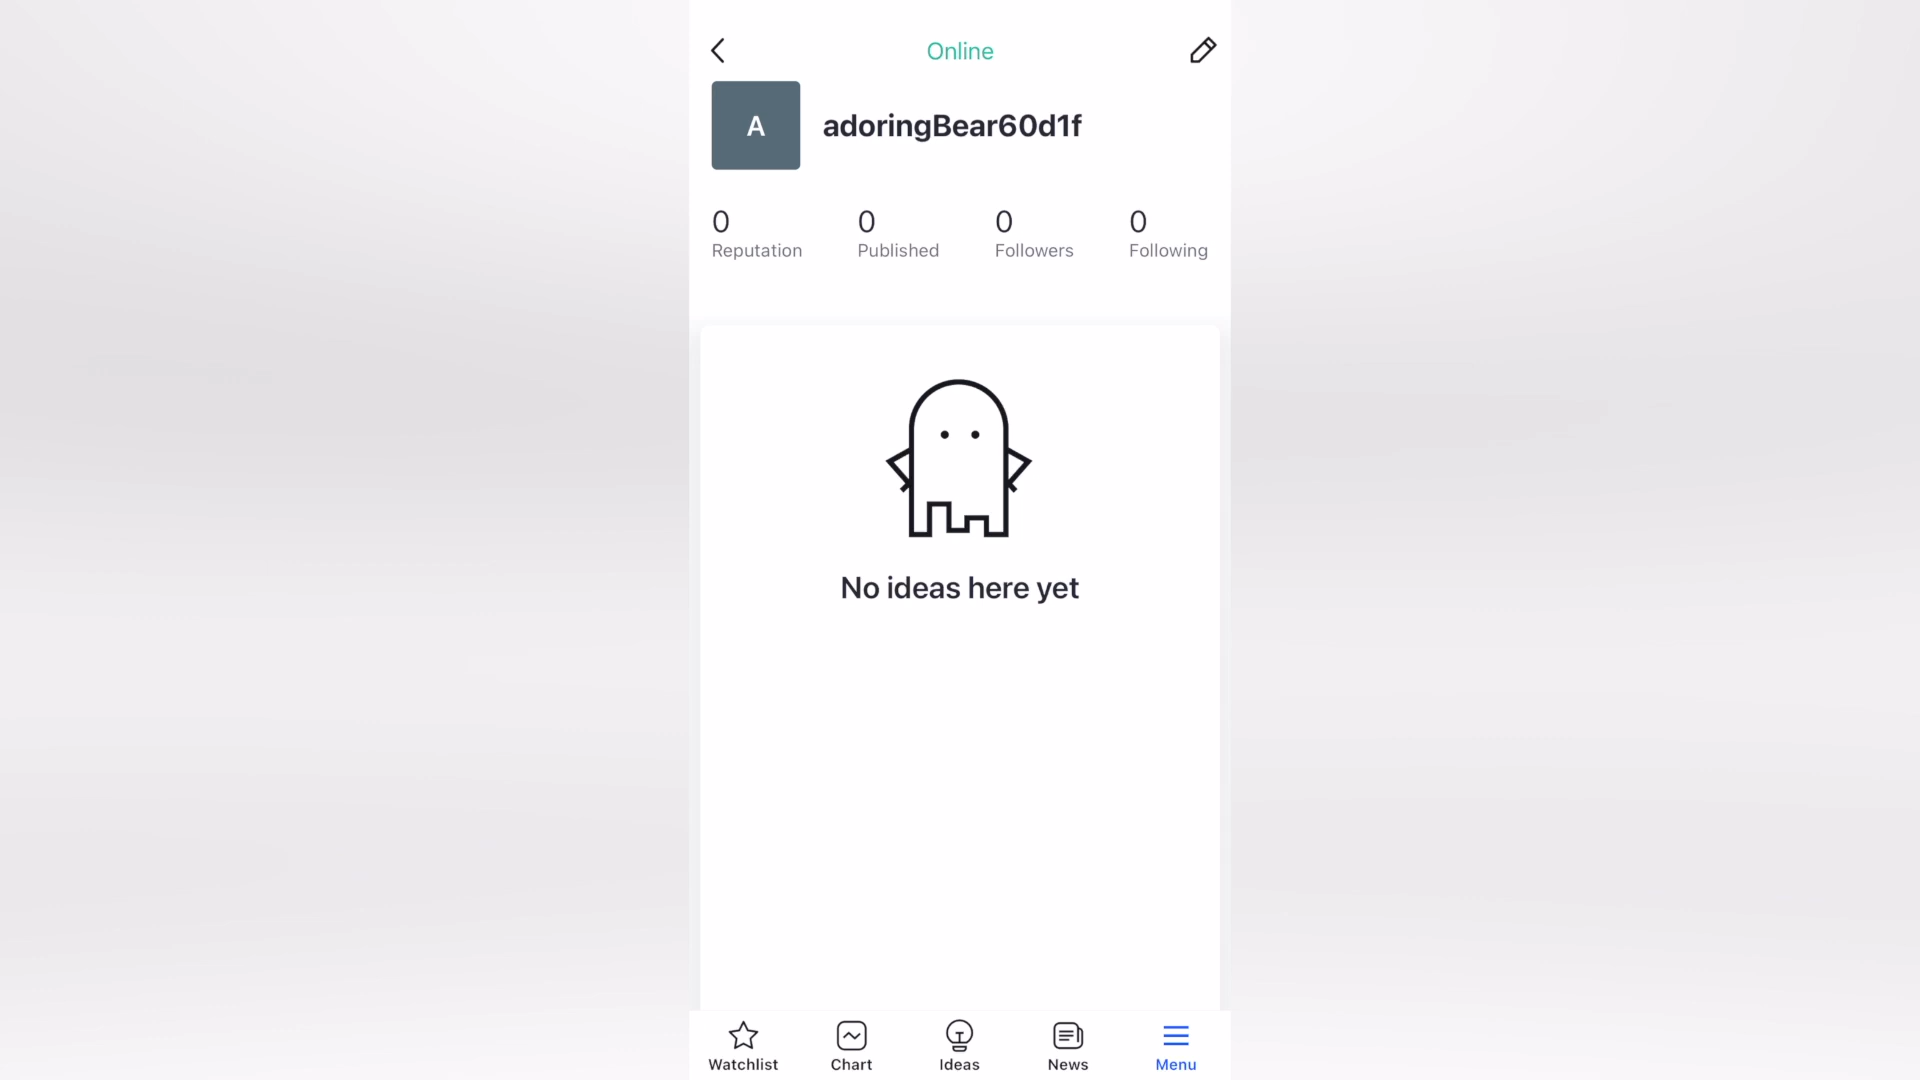 Online
A
adoringBear60d1f
0 0 0 0
Reputation Published Followers Following
No ideas here yet
Watchlist Chart Ideas News Menu